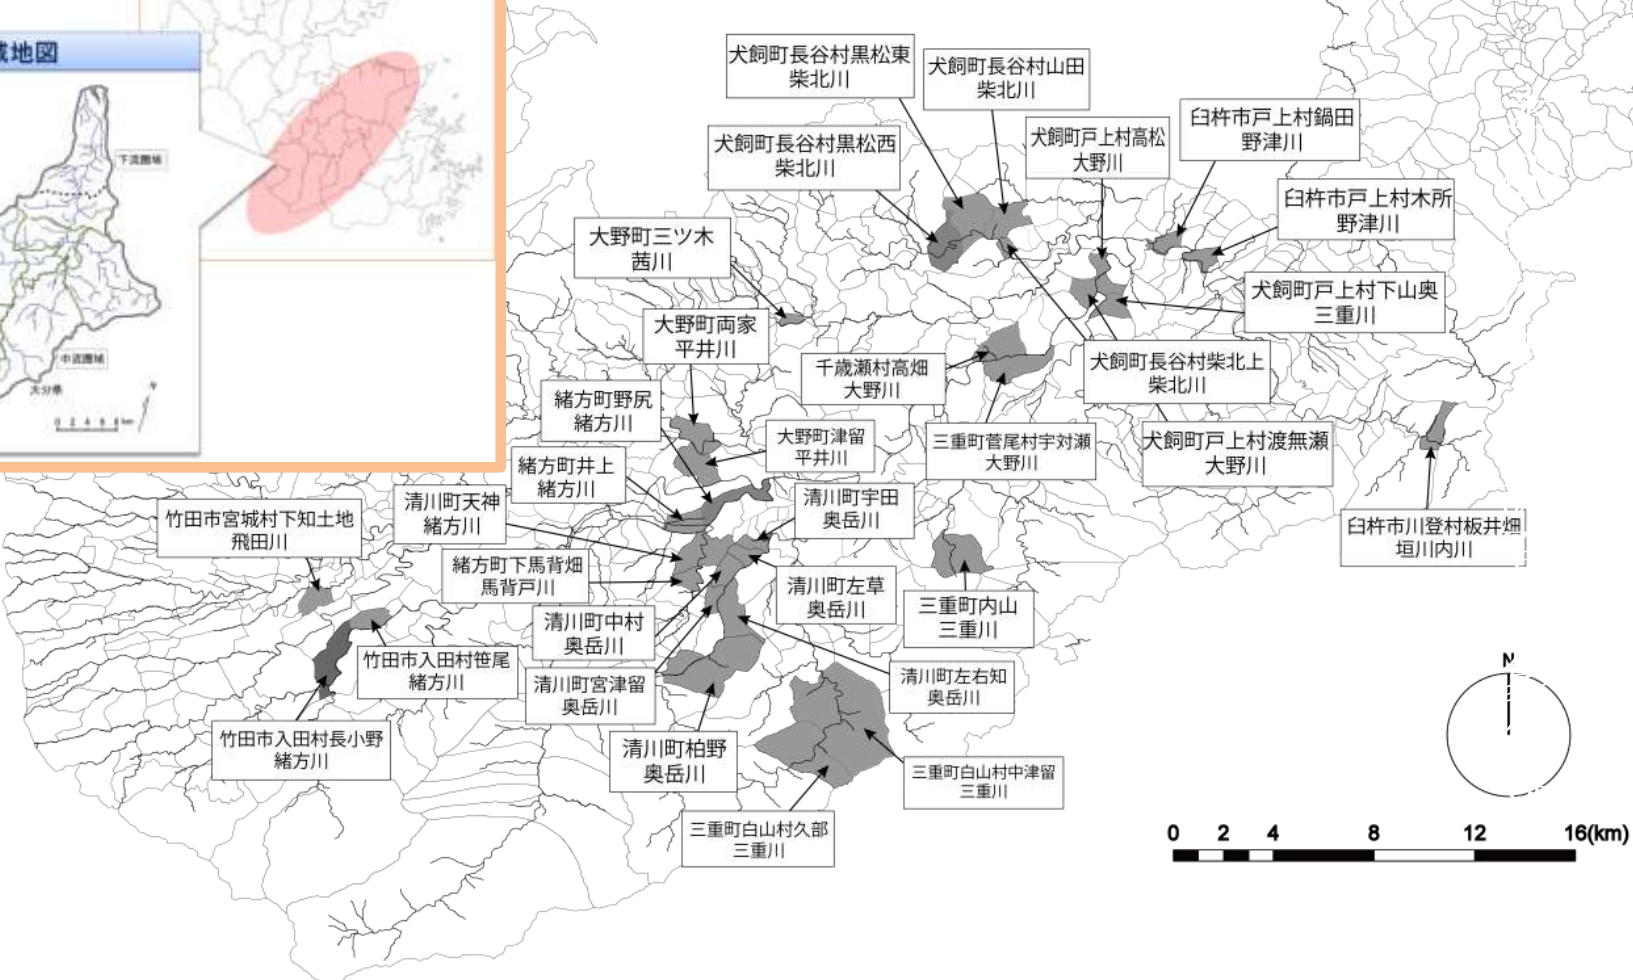 域地図
下流圏域
中流圏域
大分県
N
0 2 4 6 8 km
犬飼町長谷村黒松東
柴北川
犬飼町長谷村山田
柴北川
犬飼町長谷村黒松西
柴北川
犬飼町戸上村高松
大野川
臼杵市戸上村鍋田
野津川
臼杵市戸上村木所
野津川
大野町三ツ木
茜川
犬飼町戸上村下山奥
三重川
大野町両家
平井川
千歳瀬村高畑
大野川
犬飼町長谷村柴北上
柴北川
緒方町野尻
緒方川
大野町津留
平井川
三重町菅尾村宇対瀬
大野川
犬飼町戸上村渡無瀬
大野川
緒方町井上
緒方川
清川町天神
緒方川
清川町宇田
奥岳川
竹田市宮城村下知土地
飛田川
臼杵市川登村板井畑
垣川内川
緒方町下馬背畑
馬背戸川
清川町左草
奥岳川
三重町内山
三重川
清川町中村
奥岳川
竹田市入田村笹尾
緒方川
清川町宮津留
奥岳川
清川町左右知
奥岳川
竹田市入田村長小野
緒方川
清川町柏野
奥岳川
三重町白山村中津留
三重川
三重町白山村久部
三重川
N
0 2 4 8 12 16(km)